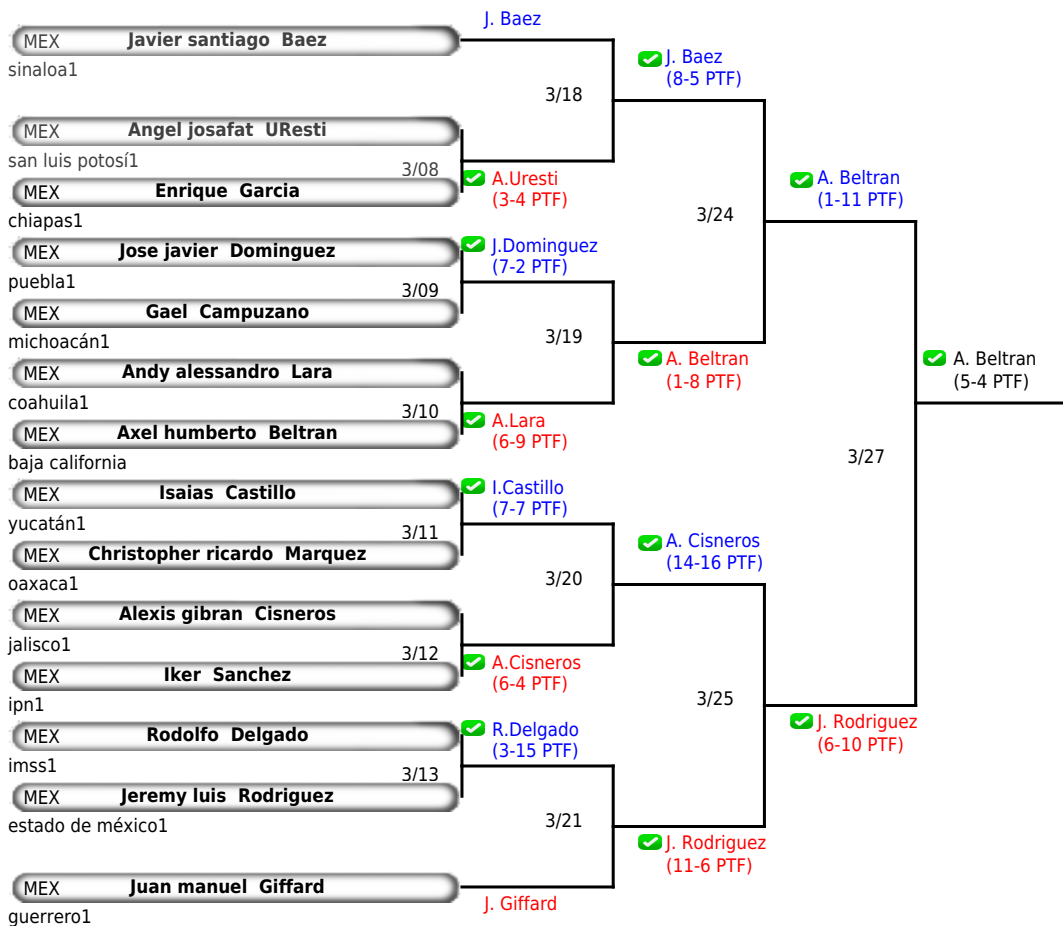 J. Baez
MEX Javier santiago Baez
sinaloa1
J. Baez
(8-5 PTF)
3/18
MEX Angel josafat UResti
san luis potosí1
3/08
A.Uresti
(3-4 PTF)
MEX Enrique Garcia
chiapas1
A. Beltran
(1-11 PTF)
3/24
MEX Jose javier Dominguez
puebla1
J.Dominguez
(7-2 PTF)
3/09
MEX Gael Campuzano
michoacán1
3/19
MEX Andy alessandro Lara
coahuila1
A. Beltran
(1-8 PTF)
A. Beltran
(5-4 PTF)
3/10
A.Lara
(6-9 PTF)
MEX Axel humberto Beltran
baja california
3/27
MEX Isaias Castillo
yucatán1
I.Castillo
(7-7 PTF)
3/11
MEX Christopher ricardo Marquez
oaxaca1
A. Cisneros
(14-16 PTF)
3/20
MEX Alexis gibran Cisneros
jalisco1
3/12
A.Cisneros
(6-4 PTF)
MEX Iker Sanchez
ipn1
3/25
MEX Rodolfo Delgado
imss1
R.Delgado
(3-15 PTF)
J. Rodriguez
(6-10 PTF)
3/13
MEX Jeremy luis Rodriguez
estado de méxico1
3/21
J. Rodriguez
(11-6 PTF)
MEX Juan manuel Giffard
guerrero1
J. Giffard